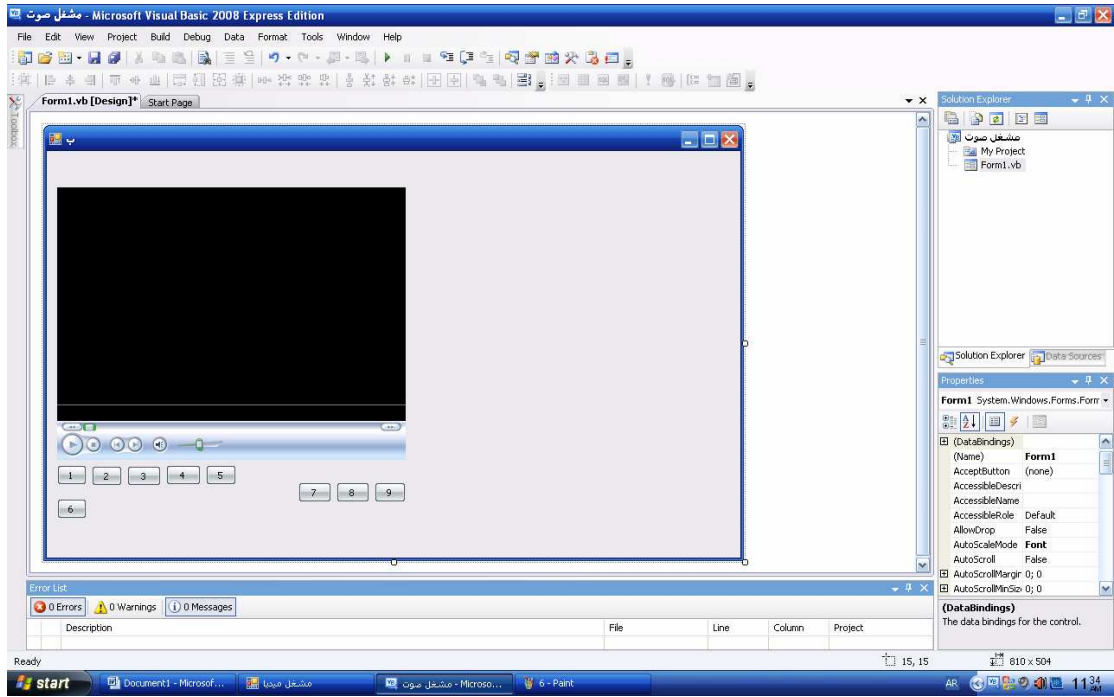 مشغل صوت - Microsoft Visual Basic 2008 Express Edition
File Edit View Project Build Debug Data Format Tools Window Help
Form1.vb [Design]* Start Page
Toolbox
ب
1 2 3 4 5
7 8 9
6
Solution Explorer
مشغل صوت
My Project
Form1.vb
Solution Explorer Data Sources
Properties
Form1 System.Windows.Forms.Form
(DataBindings)
(Name) Form1
AcceptButton (none)
AccessibleDescri
AccessibleName
AccessibleRole Default
AllowDrop False
AutoScaleMode Font
AutoScroll False
AutoScrollMargir 0; 0
AutoScrollMinSiz 0; 0
(DataBindings)
The data bindings for the control.
Error List
0 Errors 0 Warnings 0 Messages
Description File Line Column Project
Ready 15, 15 810 x 504
start Document1 - Microsof... مشغل ميديا مشغل صوت - Microso... 6 - Paint AR 11 34 AM